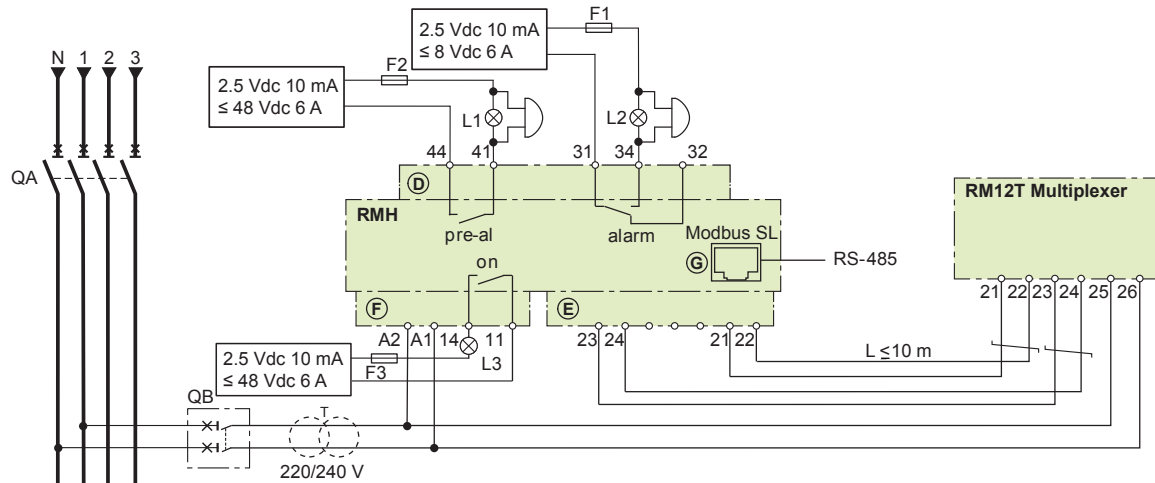 N 1 2 3
QA
2.5 Vdc 10 mA
≤ 8 Vdc 6 A
F1
2.5 Vdc 10 mA
≤ 48 Vdc 6 A
F2
L1
L2
44 41 31 34 32
D
RMH
pre-al
alarm
Modbus SL
G
RS-485
on
F
E
A2 A1 14 11
23 24 21 22
RM12T Multiplexer
21 22 23 24 25 26
L ≤10 m
2.5 Vdc 10 mA
≤ 48 Vdc 6 A
F3
L3
QB
T
220/240 V